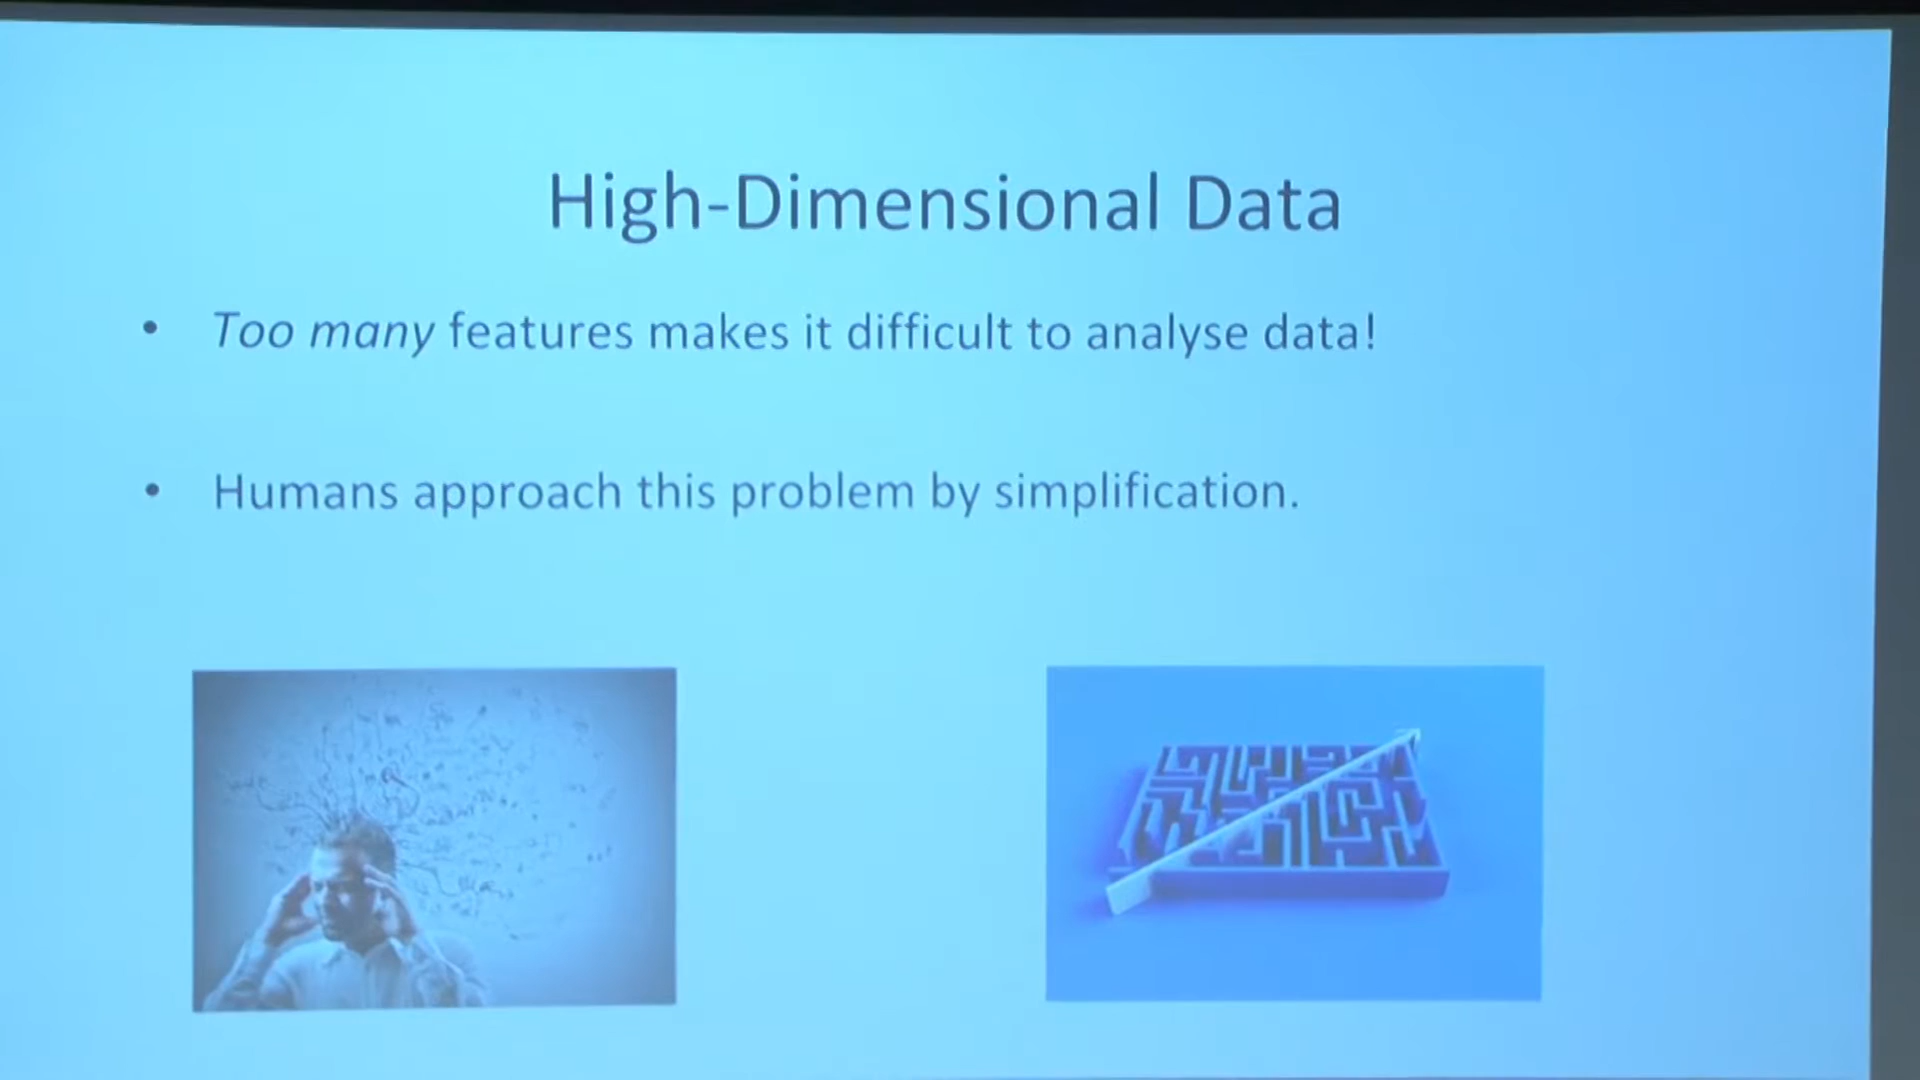 High-Dimensional Data
• Too many features makes it difficult to analyse data!
• Humans approach this problem by simplification.